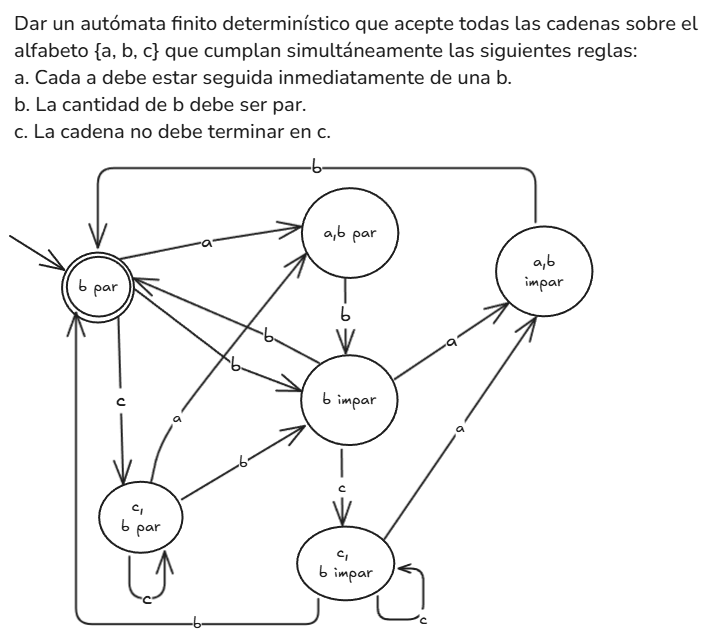 Dar un autómata finito determinístico que acepte todas las cadenas sobre el
alfabeto {a, b, c} que cumplan simultáneamente las siguientes reglas:
a. Cada a debe estar seguida inmediatamente de una b.
b. La cantidad de b debe ser par.
c. La cadena no debe terminar en c.
b
a
a,b par
a,b
impar
b par
b
b
b
a
c
b impar
a
a
b
c
c,
b par
c,
b impar
c
c
b